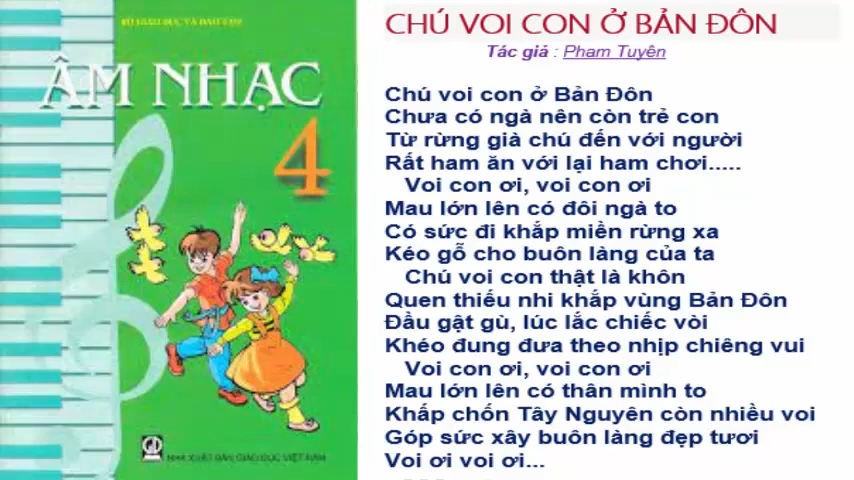 BỘ GIÁO DỤC VÀ ĐÀO TẠO
ÂM NHẠC
4
NHÀ XUẤT BẢN GIÁO DỤC VIỆT NAM
CHÚ VOI CON Ở BẢN ĐÔN
Tác giả : Phạm Tuyên
Chú voi con ở Bản Đôn
Chưa có ngà nên còn trẻ con
Từ rừng già chú đến với người
Rất ham ăn với lại ham chơi.....
Voi con ơi, voi con ơi
Mau lớn lên có đôi ngà to
Có sức đi khắp miền rừng xa
Kéo gỗ cho buôn làng của ta
Chú voi con thật là khôn
Quen thiếu nhi khắp vùng Bản Đôn
Đầu gật gù, lúc lắc chiếc vòi
Khéo đung đưa theo nhịp chiêng vui
Voi con ơi, voi con ơi
Mau lớn lên có thân mình to
Khắp chốn Tây Nguyên còn nhiều voi
Góp sức xây buôn làng đẹp tươi
Voi ơi voi ơi...